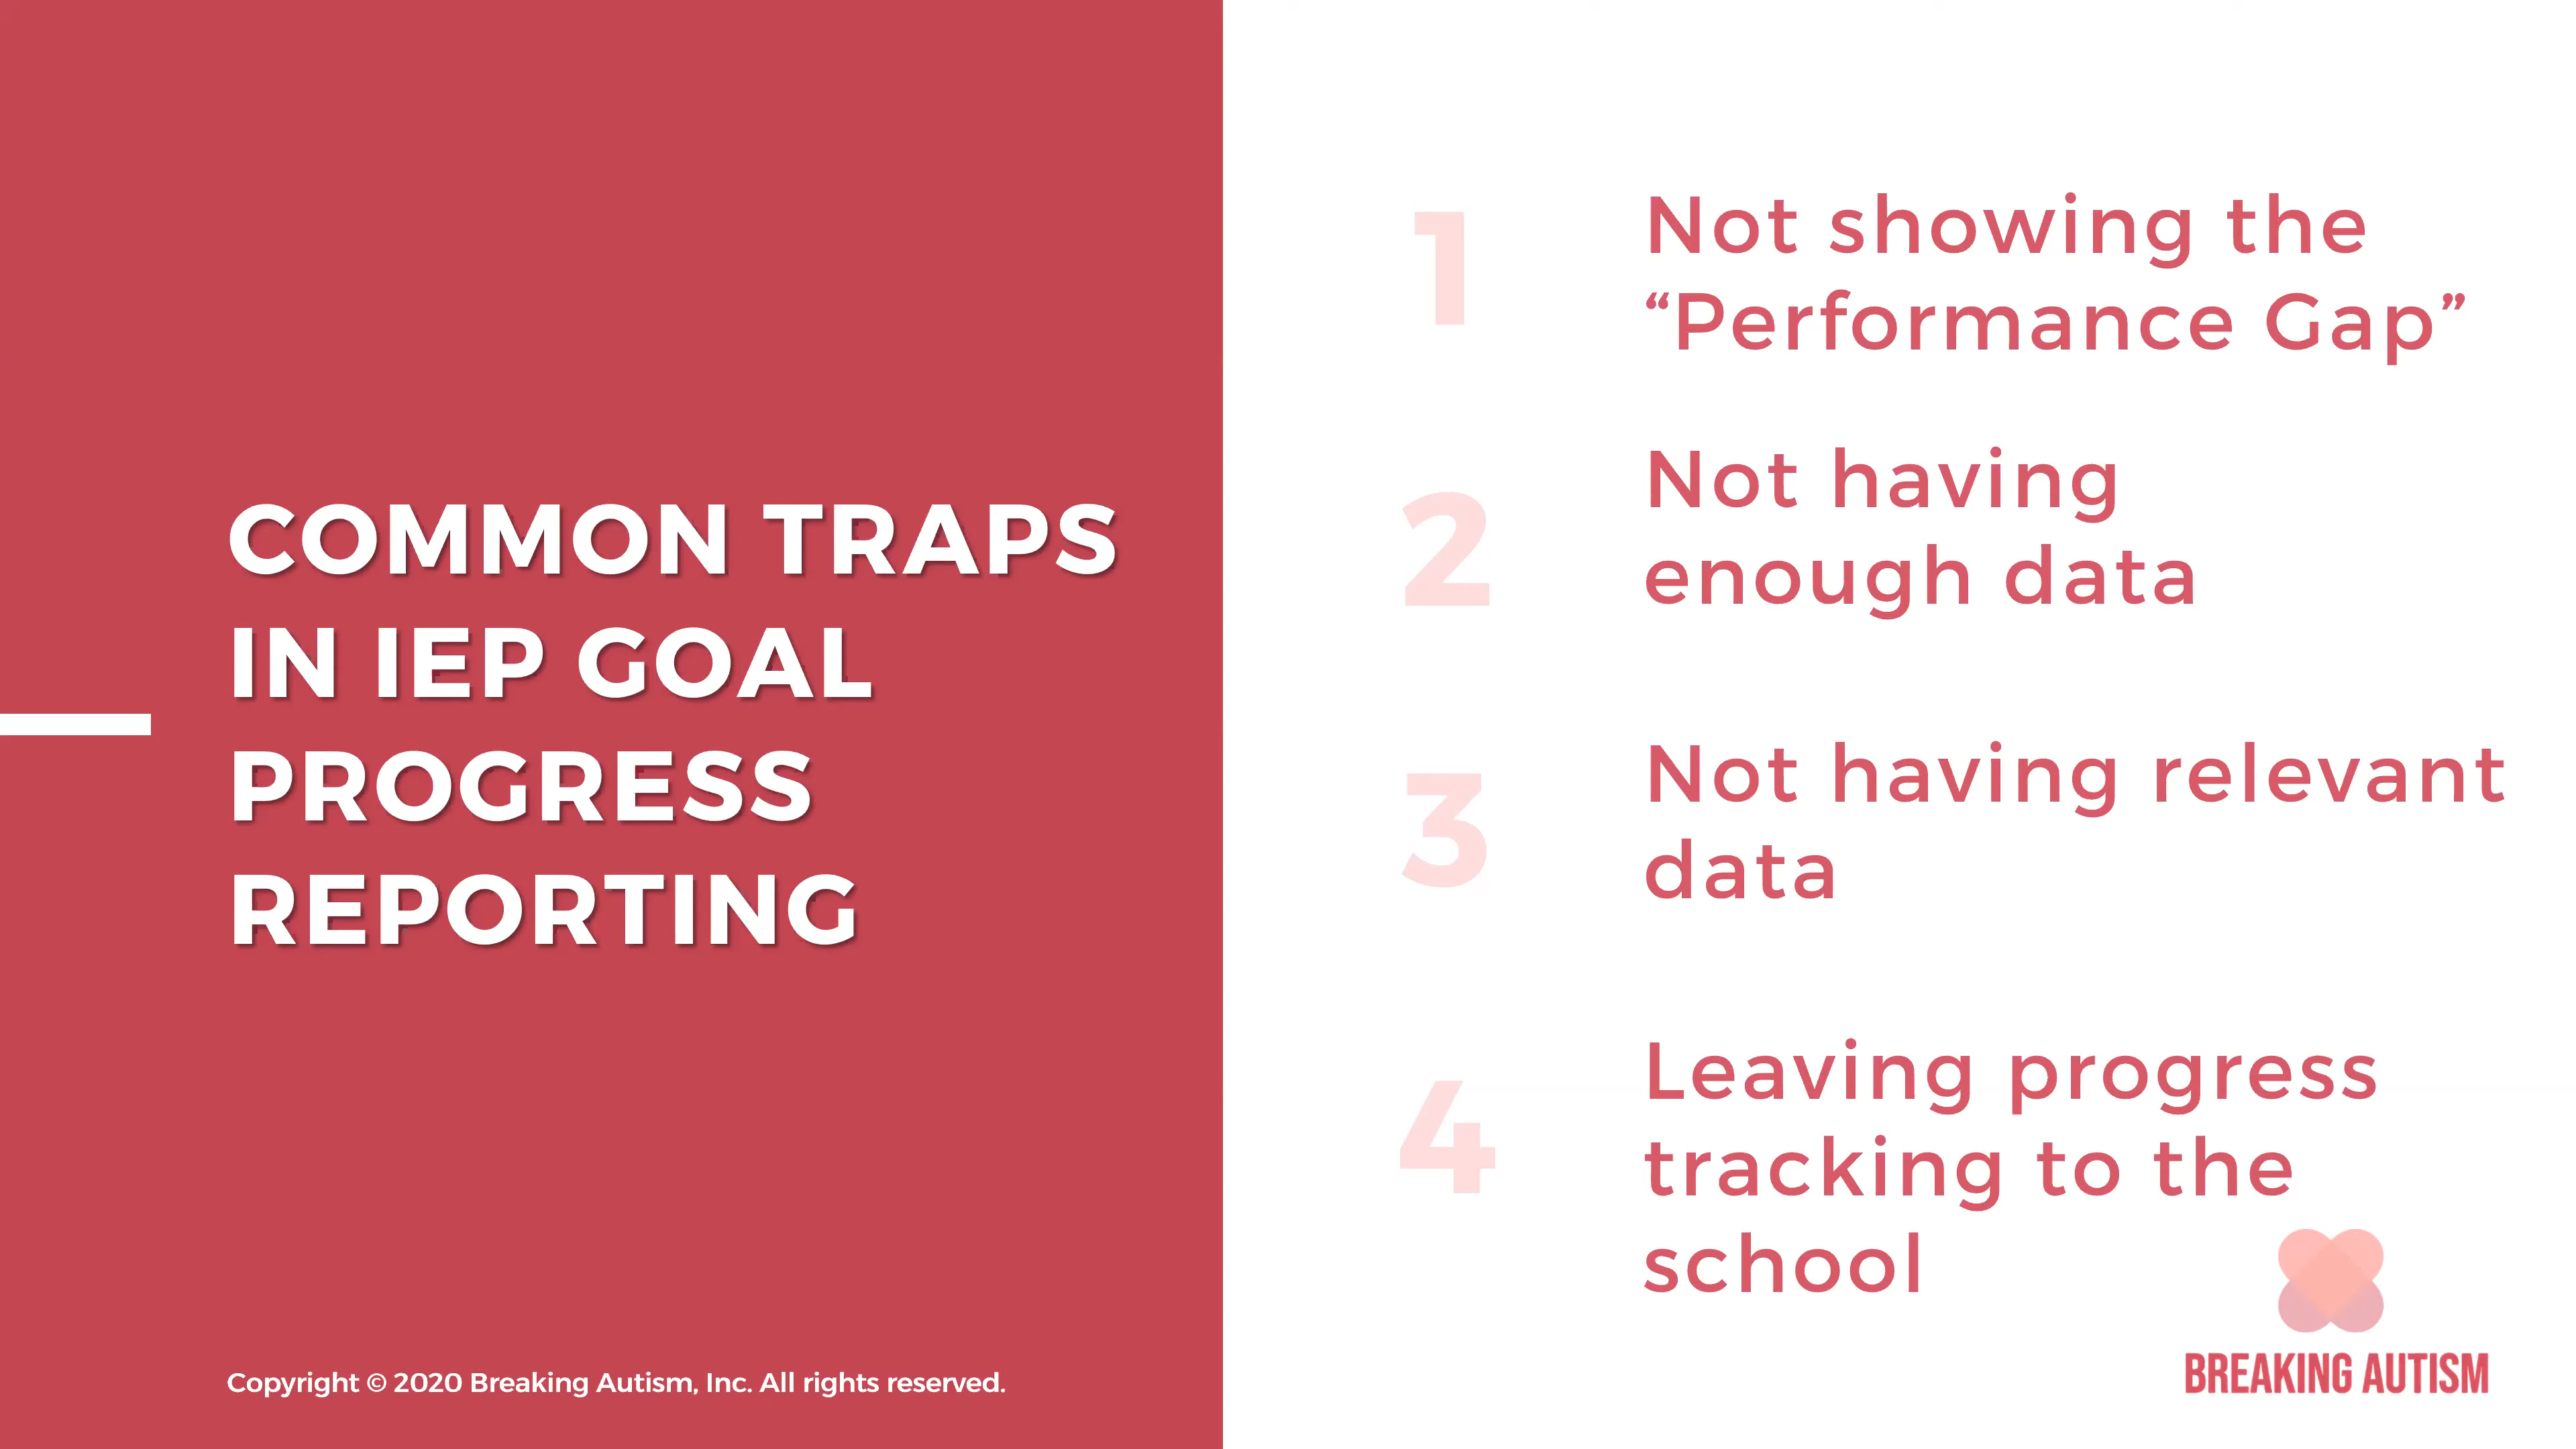 COMMON TRAPS
IN IEP GOAL
PROGRESS
REPORTING
Copyright © 2020 Breaking Autism, Inc. All rights reserved.
1
Not showing the
“Performance Gap”
2
Not having
enough data
3
Not having relevant
data
4
Leaving progress
tracking to the
school
BREAKING AUTISM